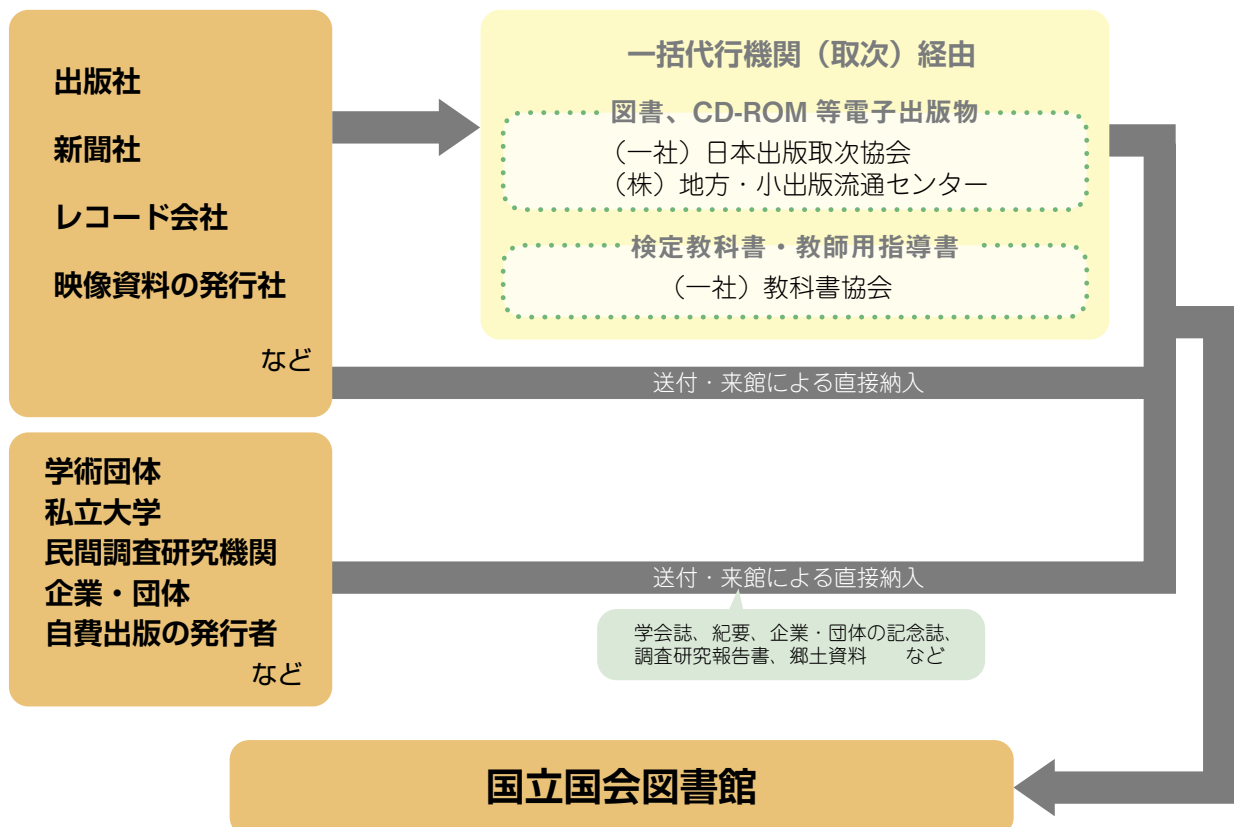 出版社
新聞社
レコード会社
映像資料の発行社
など
一括代行機関（取次）経由
図書、CD-ROM 等電子出版物
（一社）日本出版取次協会
（株）地方・小出版流通センター
検定教科書・教師用指導書
（一社）教科書協会
送付・来館による直接納入
学術団体
私立大学
民間調査研究機関
企業・団体
自費出版の発行者
など
送付・来館による直接納入
学会誌、紀要、企業・団体の記念誌、
調査研究報告書、郷土資料　　など
国立国会図書館